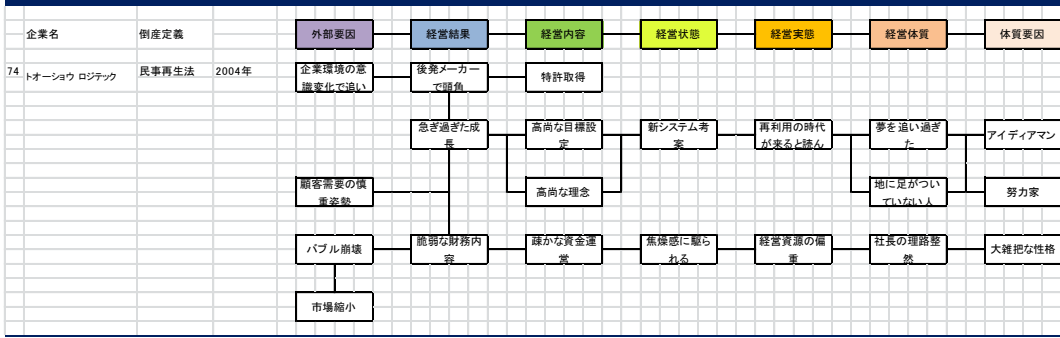 企業名 倒産定義 外部要因 経営結果 経営内容 経営状態 経営実態 経営体質 体質要因
74 トオーショウ ロジテック 民事再生法 2004年
企業環境の意
識変化で追い
後発メーカー
で頭角
特許取得
急ぎ過ぎた成
長
高尚な目標設
定
新システム考
案
再利用の時代
が来ると読ん
夢を追い過ぎ
た
アイディアマン
顧客需要の慎
重姿勢
高尚な理念
地に足がつい
ていない人
努力家
バブル崩壊
脆弱な財務内
容
疎かな資金運
営
焦燥感に駆ら
れる
経営資源の偏
重
社長の理路整
然
大雑把な性格
市場縮小